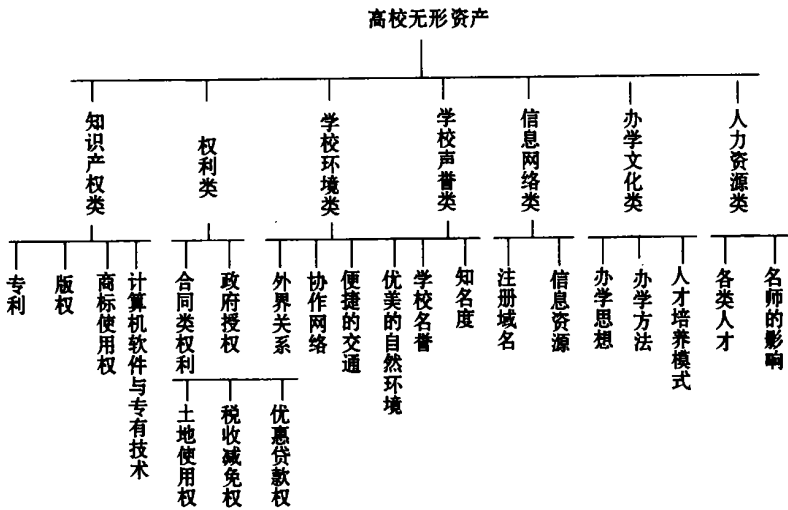 高校无形资产
知识产权类
权利类
学校环境类
学校声誉类
信息网络类
办学文化类
人力资源类
专利
版权
商标使用权
计算机软件与专有技术
合同类权利
政府授权
外界关系
协作网络
便捷的交通
优美的自然环境
学校名誉
知名度
注册域名
信息资源
办学思想
办学方法
人才培养模式
各类人才
名师的影响
土地使用权
税收减免权
优惠贷款权